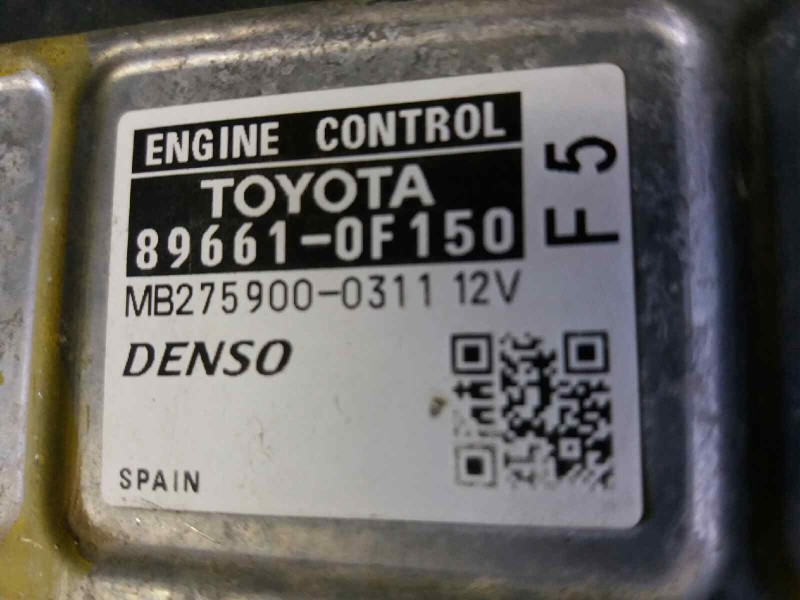 ENGINE CONTROL
TOYOTA
89661-0F150
MB275900-0311 12V
DENSO
SPAIN
F5